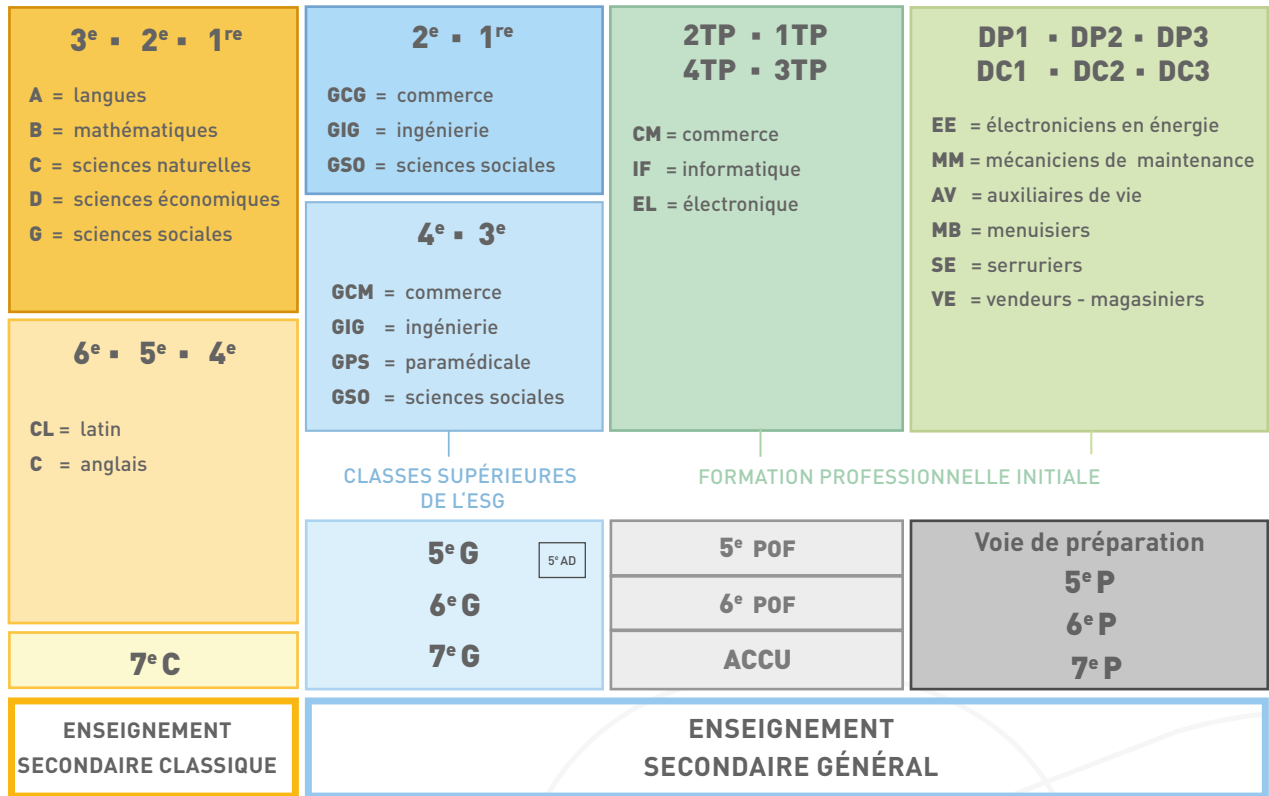 3e ▪ 2e ▪ 1re
A = langues
B = mathématiques
C = sciences naturelles
D = sciences économiques
G = sciences sociales
6e ▪ 5e ▪ 4e
CL = latin
C = anglais
7e C
ENSEIGNEMENT
SECONDAIRE CLASSIQUE
2e ▪ 1re
GCG = commerce
GIG = ingénierie
GSO = sciences sociales
4e ▪ 3e
GCM = commerce
GIG = ingénierie
GPS = paramédicale
GSO = sciences sociales
CLASSES SUPÉRIEURES
DE L'ESG
5e G
5e AD
6e G
7e G
2TP ▪ 1TP
4TP ▪ 3TP
CM = commerce
IF = informatique
EL = électronique
DP1 ▪ DP2 ▪ DP3
DC1 ▪ DC2 ▪ DC3
EE = électroniciens en énergie
MM = mécaniciens de maintenance
AV = auxiliaires de vie
MB = menuisiers
SE = serruriers
VE = vendeurs - magasiniers
FORMATION PROFESSIONNELLE INITIALE
5e POF
6e POF
ACCU
Voie de préparation
5e P
6e P
7e P
ENSEIGNEMENT
SECONDAIRE GÉNÉRAL